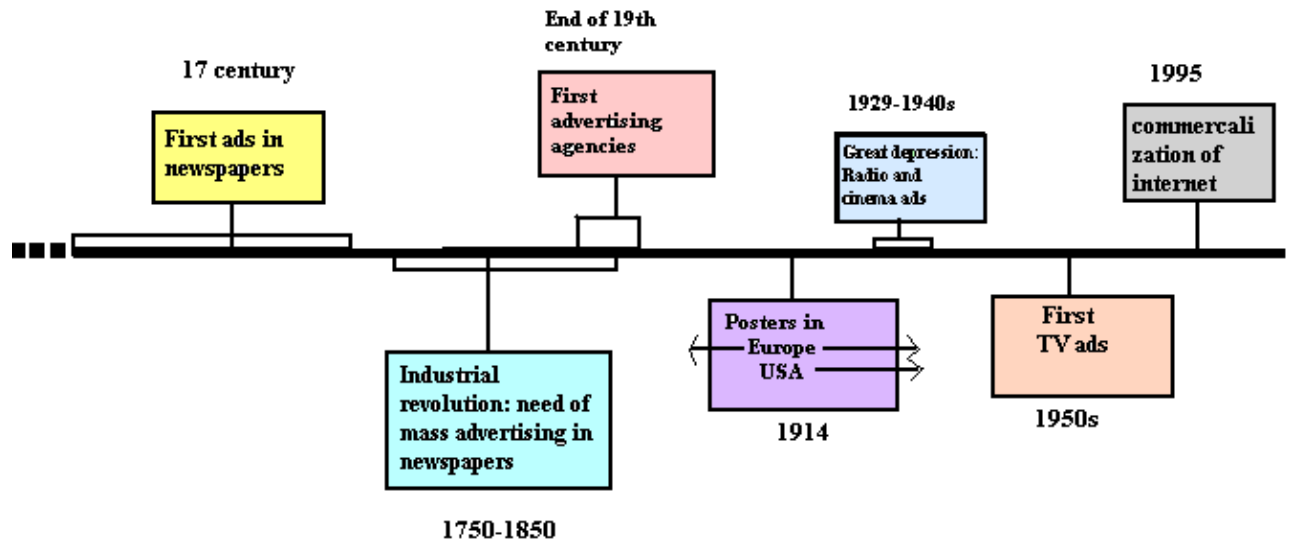 17 century
First ads in
newspapers
End of 19th
century
First
advertising
agencies
1929-1940s
Great depression:
Radio and
cinema ads
1995
commercali
zation of
internet
Industrial
revolution: need of
mass advertising in
newspapers
1750-1850
Posters in
Europe
USA
1914
First
TV ads
1950s